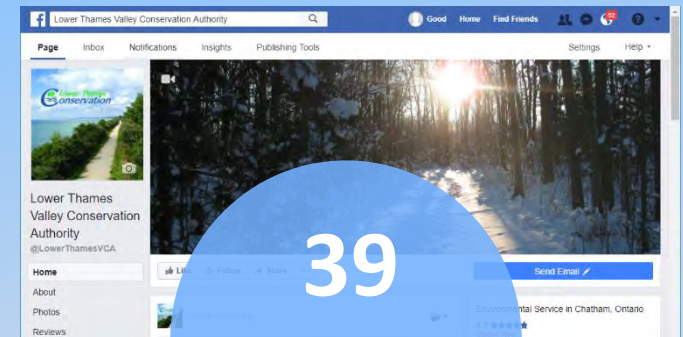 Lower Thames Valley Conservation Authority
Good Home Find Friends 52
Page Inbox Notifications Insights Publishing Tools Settings Help
Lower Thames
Conservation
Lower Thames
Valley Conservation
Authority
@LowerThamesVCA
Home
About
Photos
Reviews
Like Follow Share
Send Email
39
Environmental Service in Chatham, Ontario